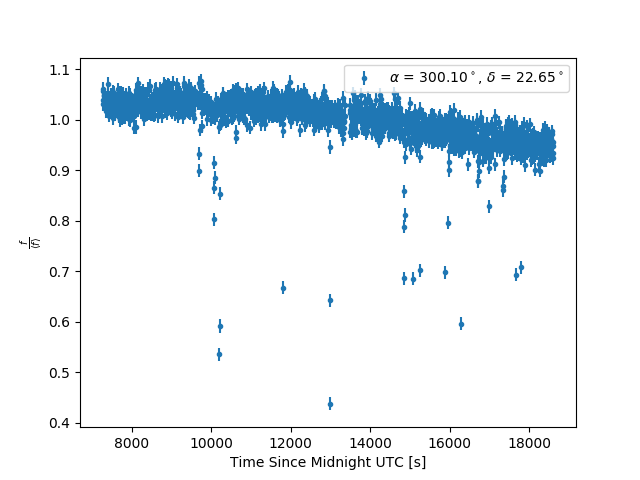 α = 300.10°, δ = 22.65°
1.1
1.0
0.9
0.8
0.7
0.6
0.5
0.4
f
⟨f⟩
8000 10000 12000 14000 16000 18000
Time Since Midnight UTC [s]